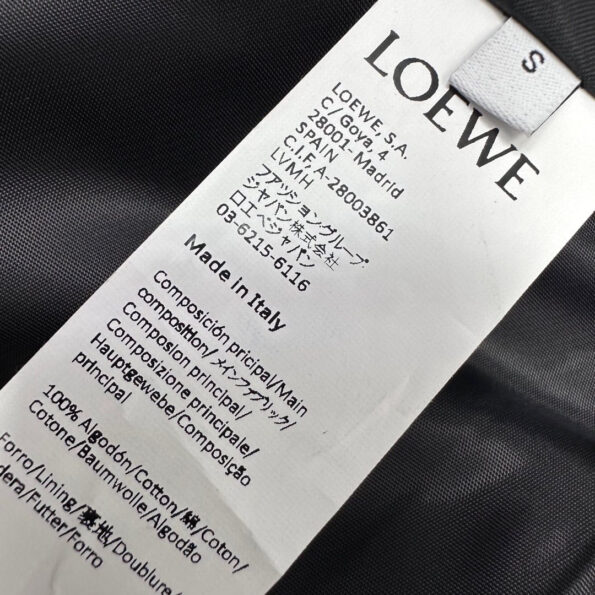 LOEWE
S
LOEWE, S.A.
C/Goya, 4
28001- Madrid
SPAIN
C.I.F, A-28003861
LVMH
ファッショングループ・
ジャパン株式会社
ロエベジャパン
03-6215-6116
Made in Italy
Composición pricipal/Main
composition/メインファブリック/
Composion principal/
Composizione principale/
Hauptgewebe/Composição
principal
100% Algodón/Cotton/綿/Coton/
Cotone/Baumwolle/Algodão
Forro/Lining/裏地/Doublure/
dera/Futter/Forro